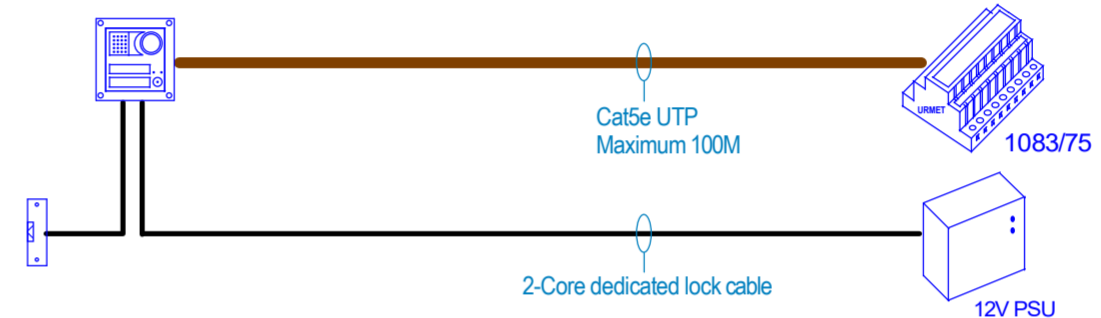 Cat5e UTP
Maximum 100M
URMET
1083/75
2-Core dedicated lock cable
12V PSU